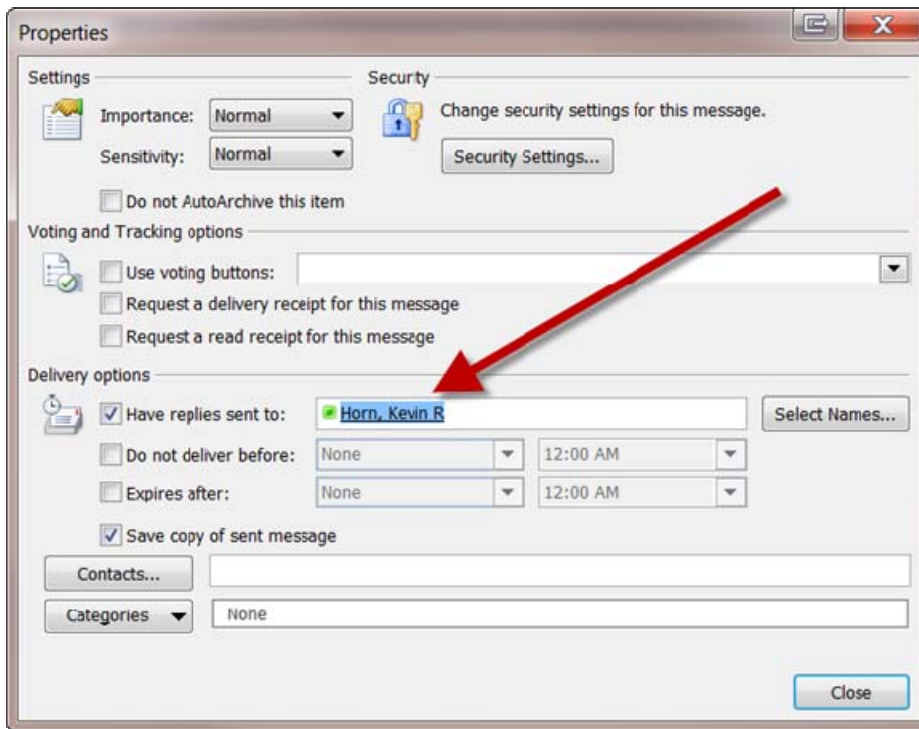 Properties
Settings
Security
Importance: Normal
Change security settings for this message.
Sensitivity: Normal
Security Settings...
Do not AutoArchive this item
Voting and Tracking options
Use voting buttons:
Request a delivery receipt for this message
Request a read receipt for this message
Delivery options
Have replies sent to: Horn, Kevin R Select Names...
Do not deliver before: None 12:00 AM
Expires after: None 12:00 AM
Save copy of sent message
Contacts...
Categories None
Close